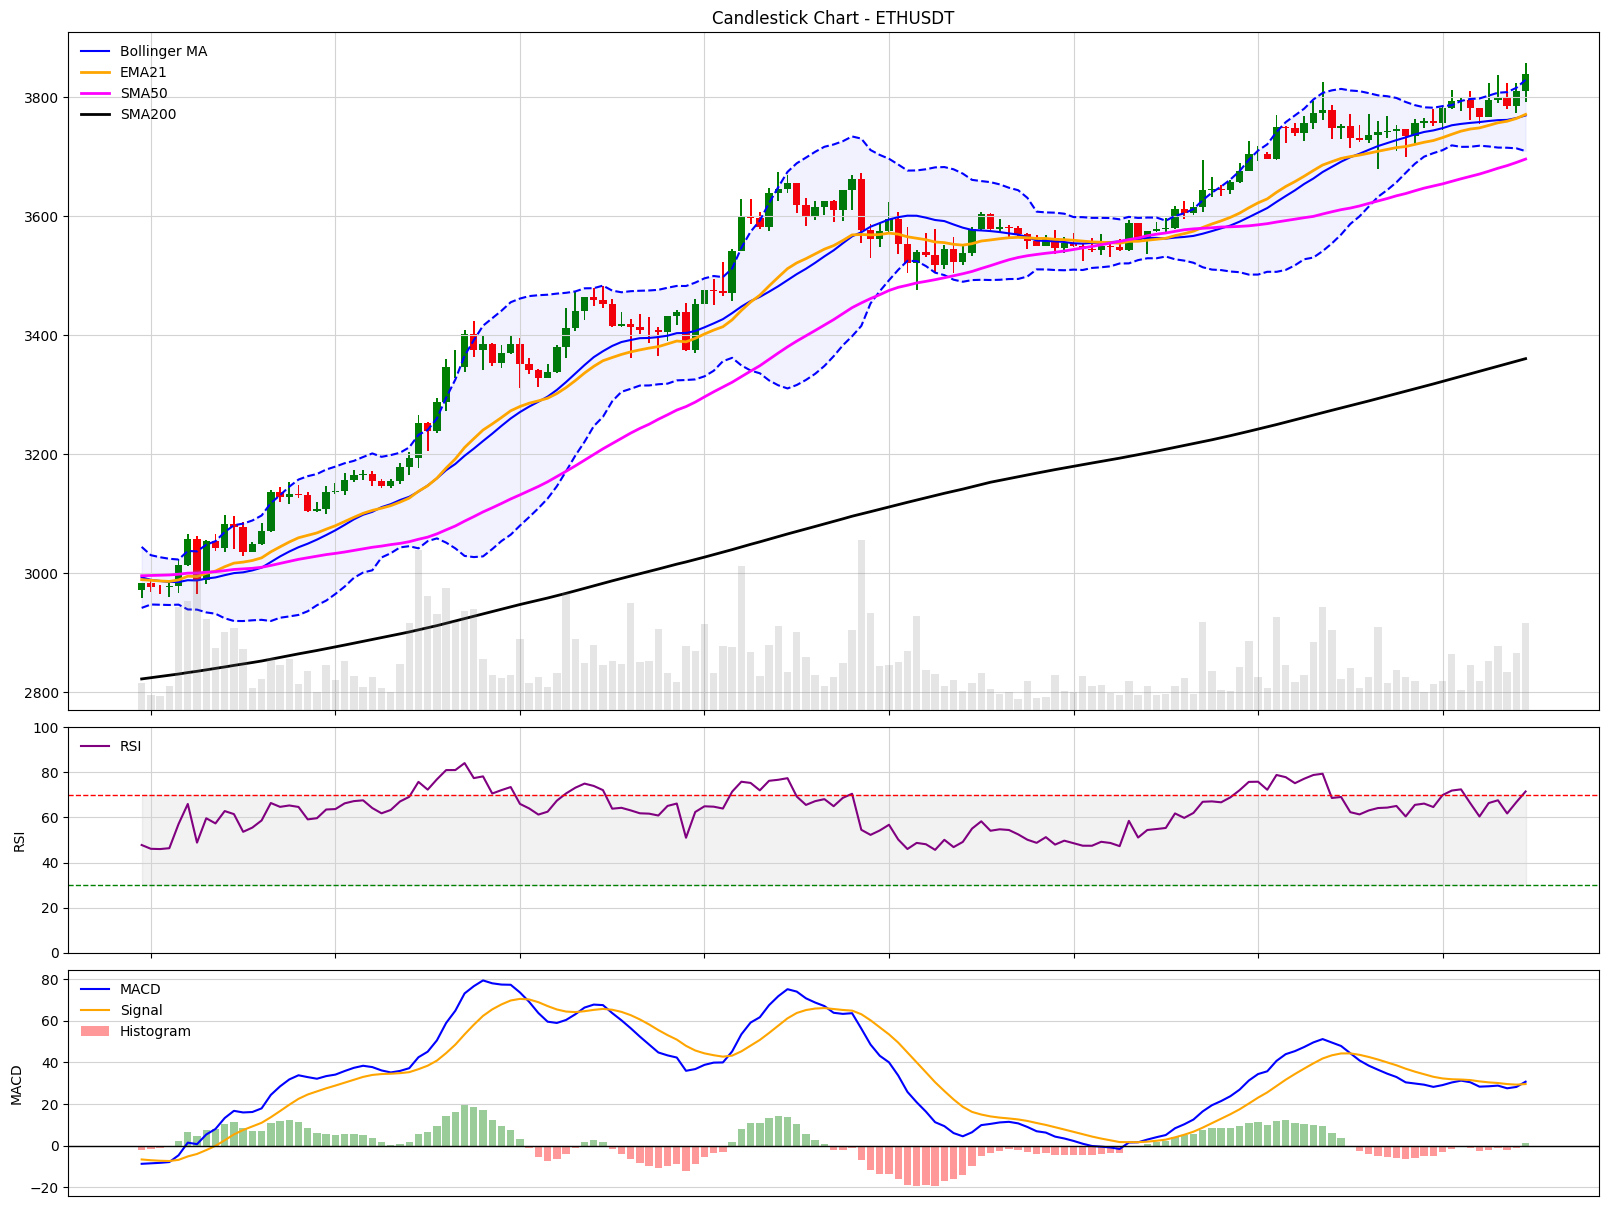 Candlestick Chart - ETHUSDT
Bollinger MA
EMA21
SMA50
SMA200
3800
3600
3400
3200
3000
2800
RSI
100
80
60
40
20
0
RSI
MACD
Signal
Histogram
80
60
40
20
0
−20
MACD